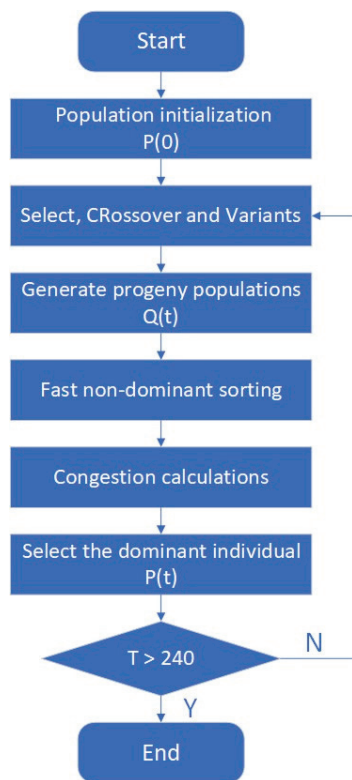 Start
Population initialization
P(0)
Select, CRossover and Variants
Generate progeny populations
Q(t)
Fast non-dominant sorting
Congestion calculations
Select the dominant individual
P(t)
T > 240
N
Y
End